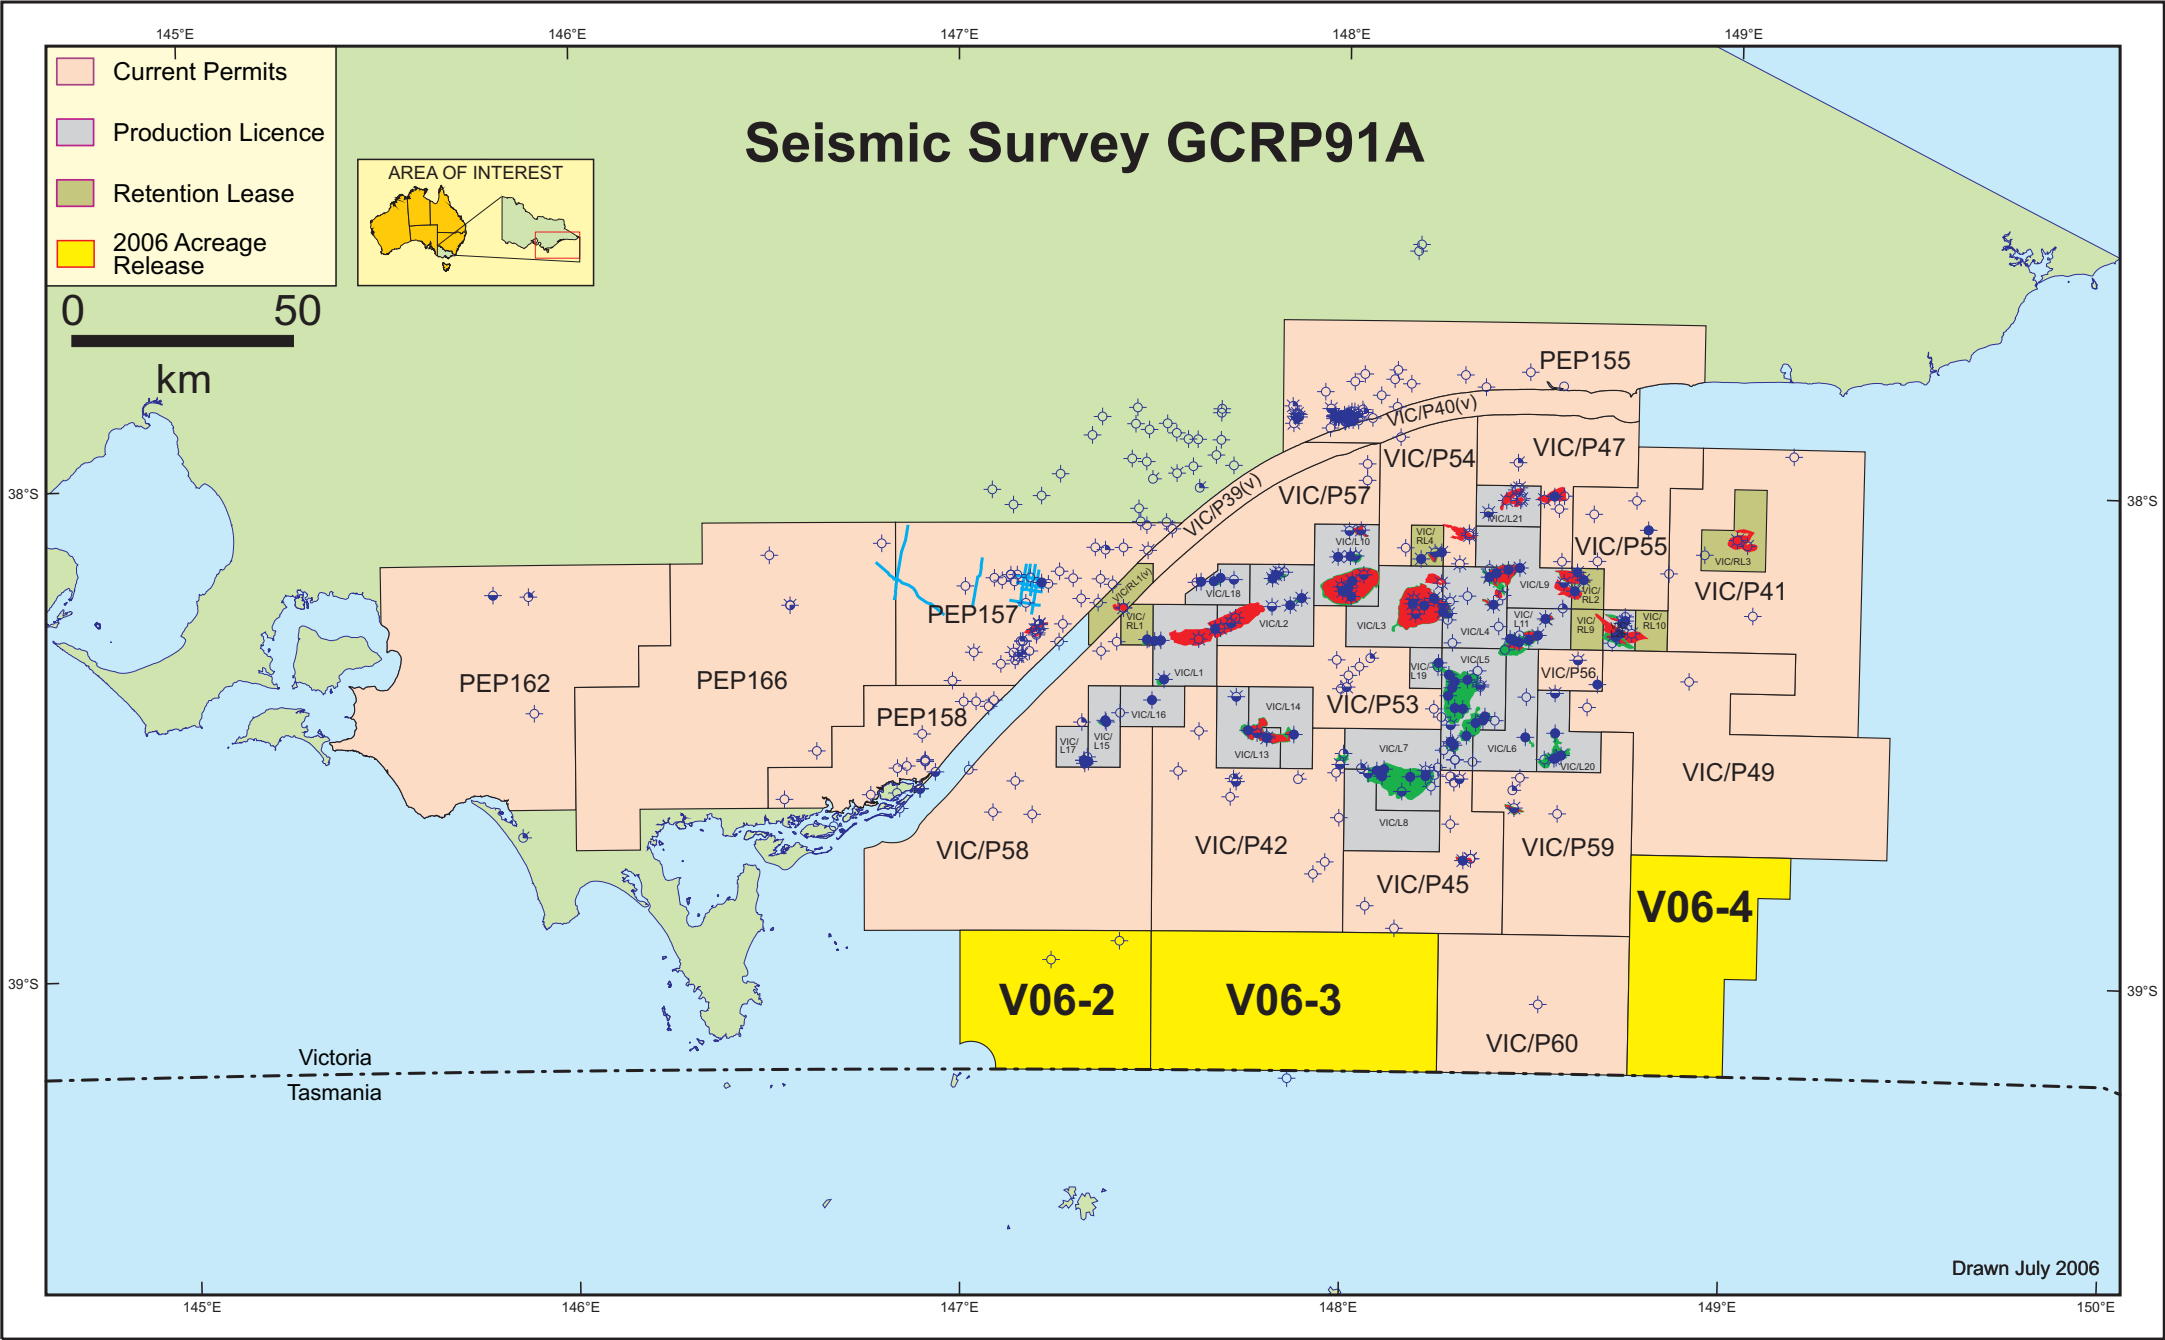 145°E
146°E
147°E
148°E
149°E
Current Permits
Production Licence
Retention Lease
2006 Acreage
Release
AREA OF INTEREST
Seismic Survey GCRP91A
0
50
km
PEP155
VIC/P40(v)
VIC/P47
VIC/P54
VIC/P57
VIC/P39(v)
38°S
38°S
VIC/L21
VIC/L10
VIC/
RL4
VIC/P55
VIC/RL3
VIC/P41
VIC/RL1(v)
VIC/L18
VIC/L9
VIC/
RL2
PEP157
VIC/
RL1
VIC/L2
VIC/L3
VIC/L4
VIC/
L11
VIC/
RL9
VIC/
RL10
PEP162
PEP166
VIC/L1
VIC/
L19
VIC/L5
VIC/P56
VIC/P53
PEP158
VIC/L16
VIC/L14
VIC/
L17
VIC/
L15
VIC/L13
VIC/L7
VIC/L6
VIC/L20
VIC/P49
VIC/L8
VIC/P58
VIC/P42
VIC/P59
VIC/P45
V06-4
V06-2
V06-3
39°S
39°S
VIC/P60
Victoria
Tasmania
Drawn July 2006
145°E
146°E
147°E
148°E
149°E
150°E